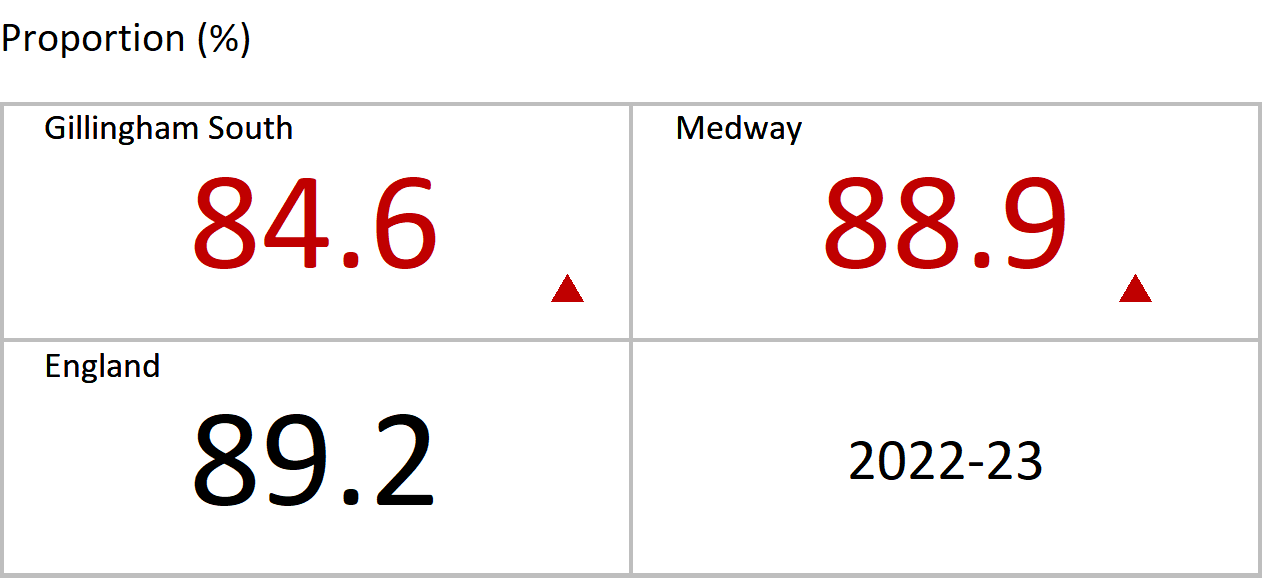 Proportion (%)
Gillingham South
84.6
Medway
88.9
England
89.2
2022-23